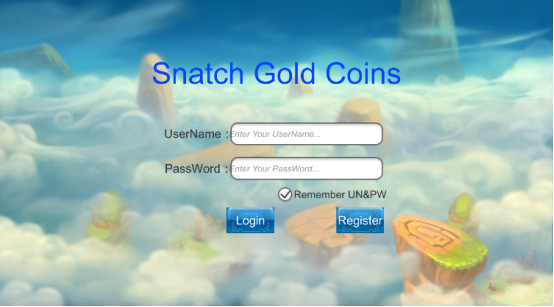 Snatch Gold Coins
UserName : Enter Your UserName...
PassWord : Enter Your PassWord...
Remember UN&PW
Login Register